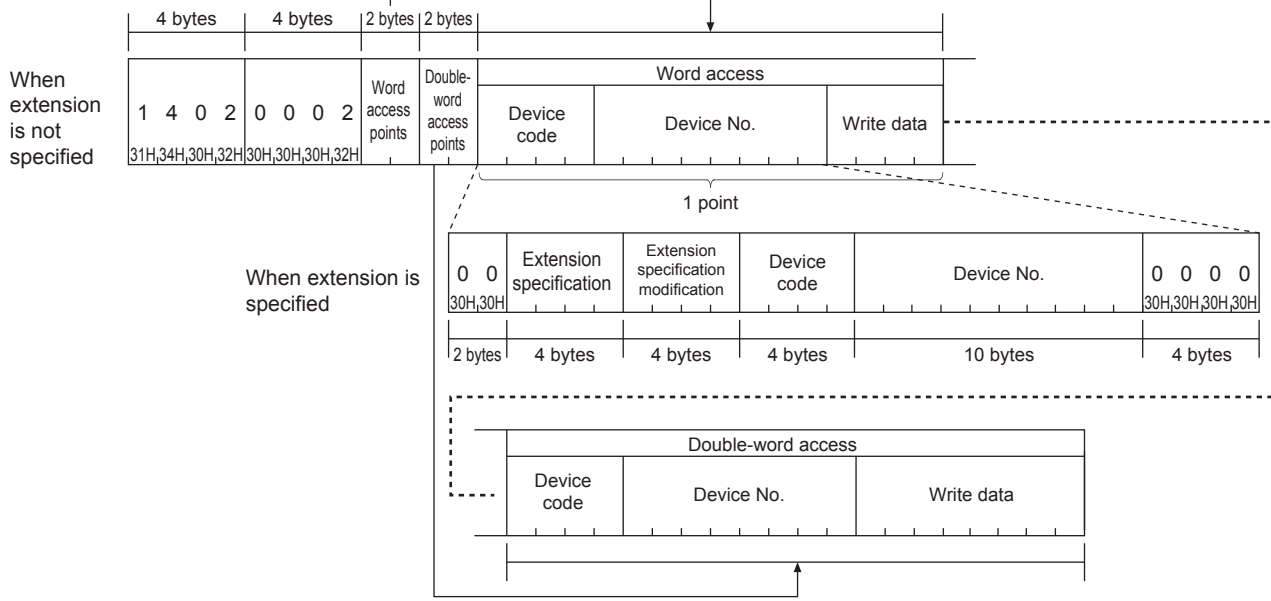 4 bytes 4 bytes 2 bytes 2 bytes
When
extension
is not
specified
1 4 0 2 0 0 0 2
31H 34H 30H 32H 30H 30H 30H 32H
Word
access
points
Double-
word
access
points
Word access
Device
code
Device No.
Write data
1 point
When extension is
specified
0 0
30H 30H
Extension
specification
Extension
specification
modification
Device
code
Device No.
0 0 0 0
30H 30H 30H 30H
2 bytes 4 bytes 4 bytes 4 bytes 10 bytes 4 bytes
Double-word access
Device
code
Device No.
Write data